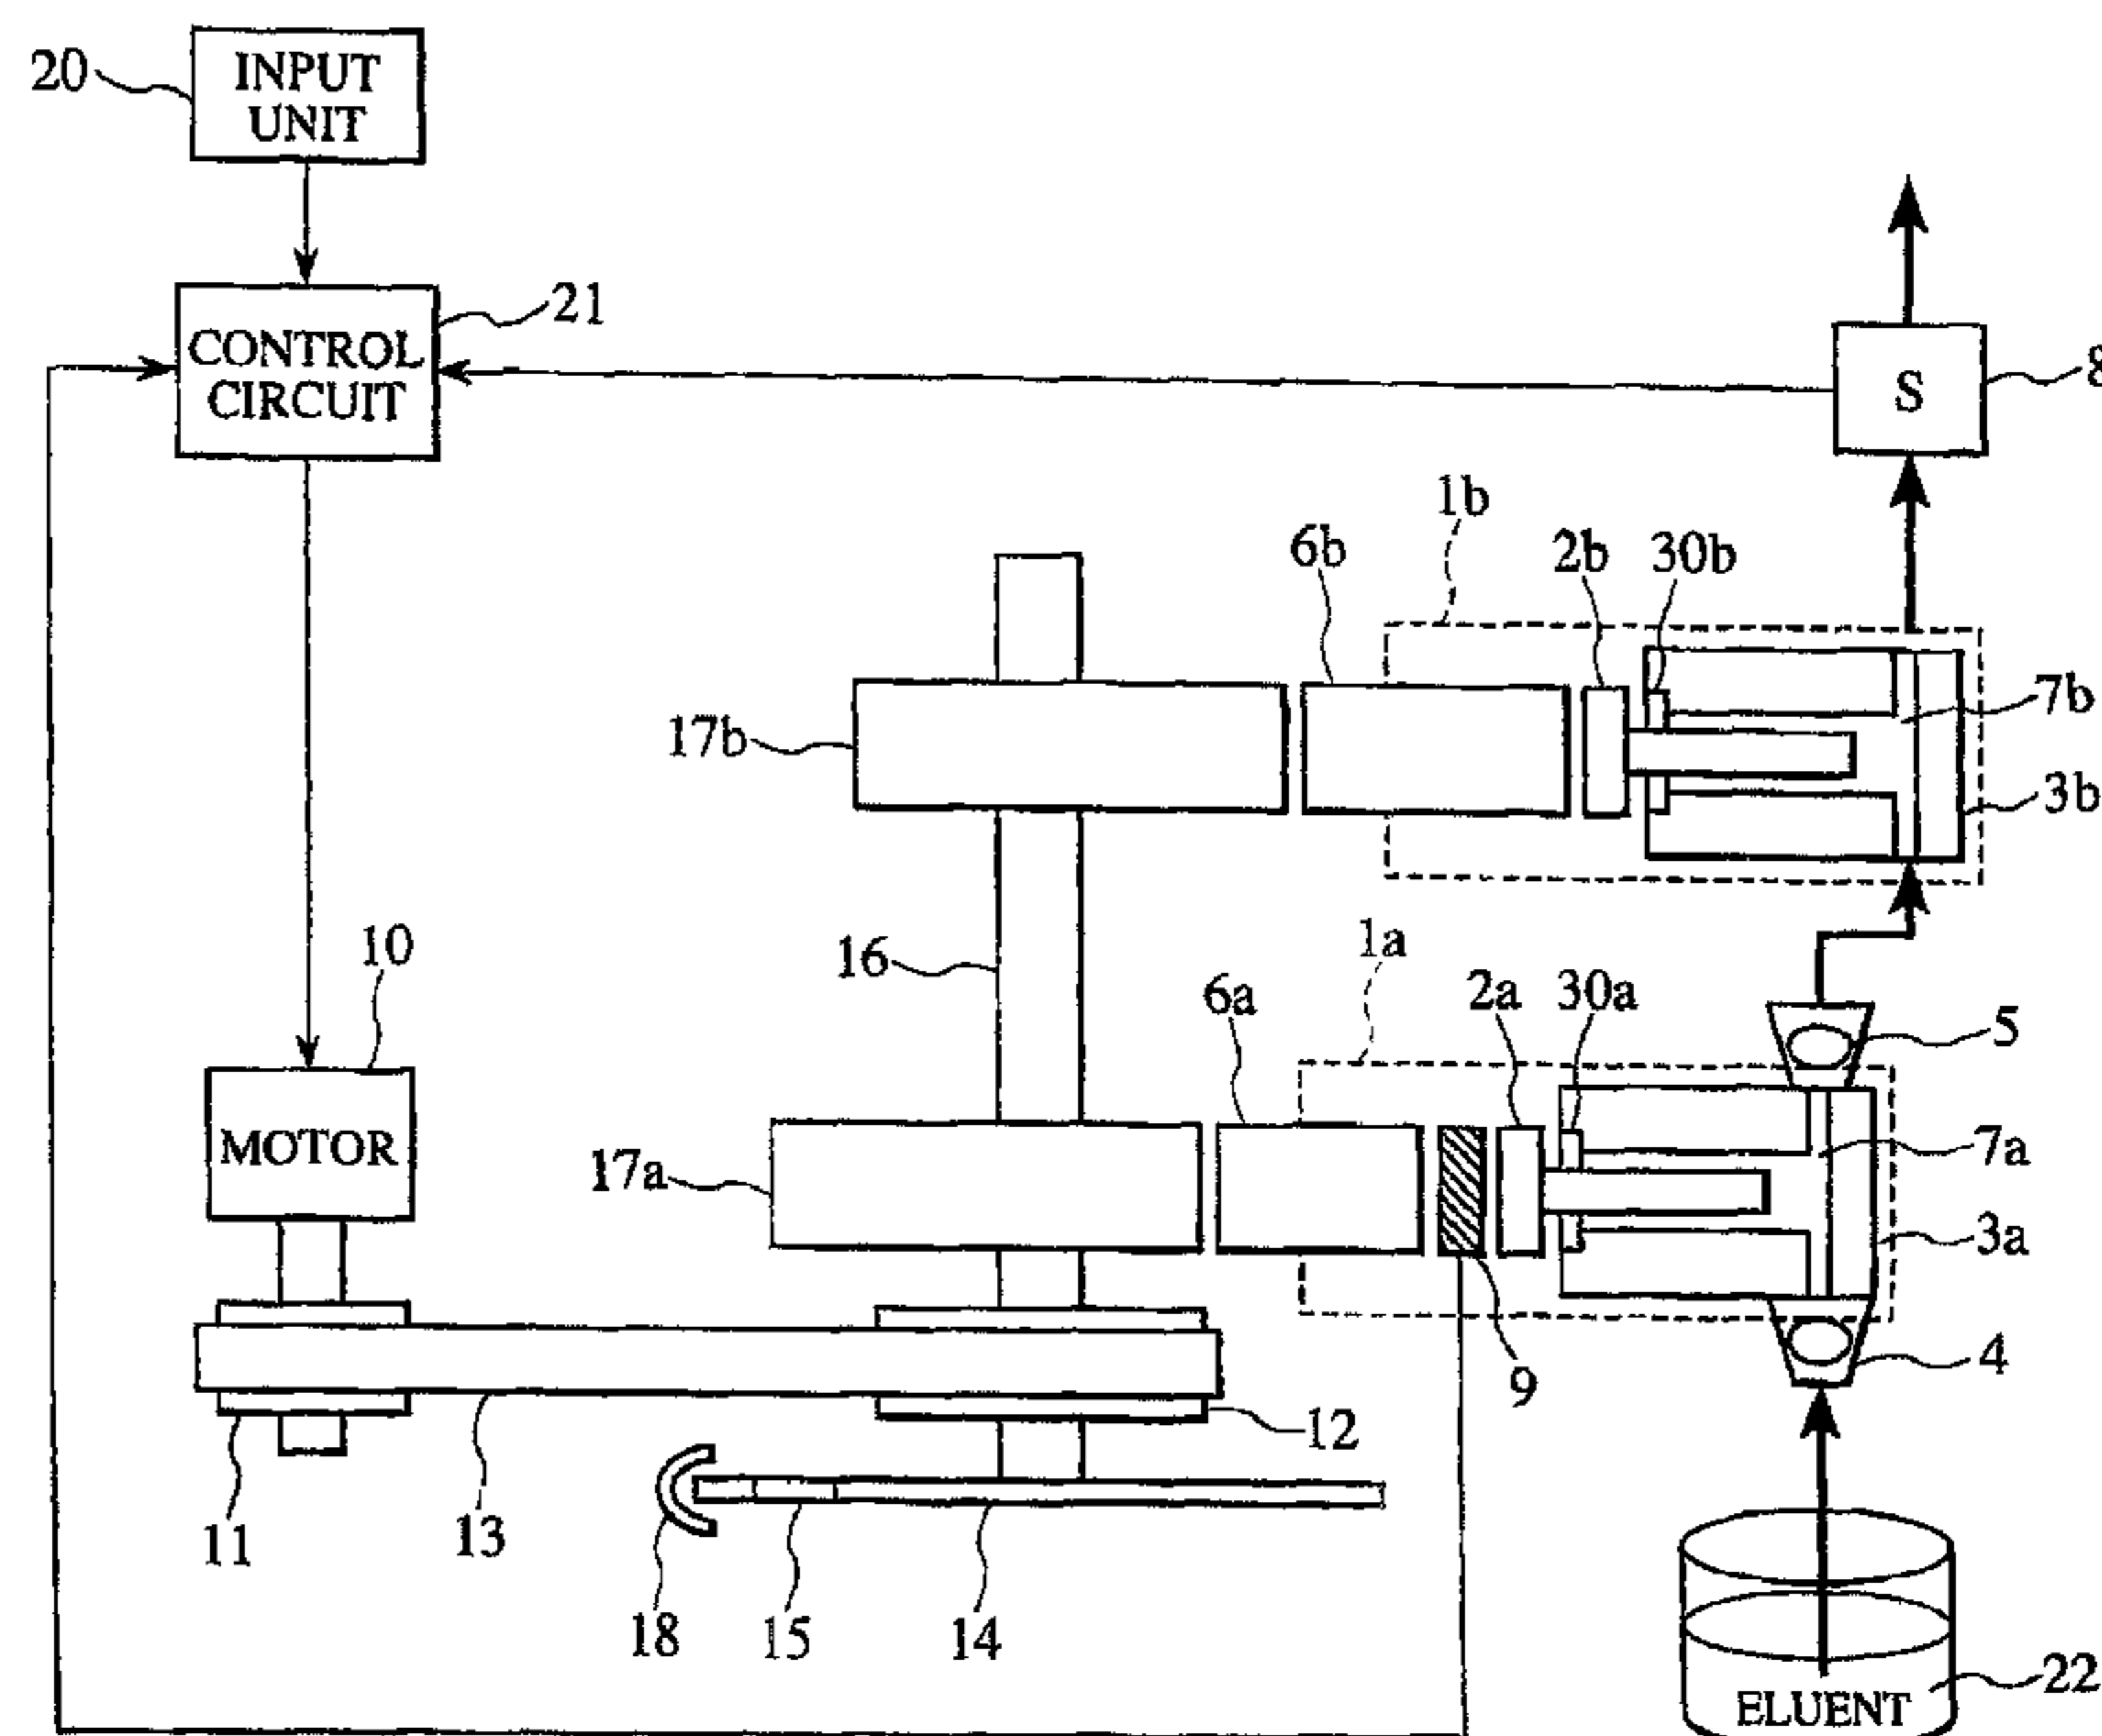 20
INPUT
UNIT
21
CONTROL
CIRCUIT
8
S
1b
6b
2b
30b
7b
17b
3b
10
16
1a
6a
2a
30a
5
MOTOR
17a
7a
3a
9
4
12
11
13
18
15
14
22
ELUENT